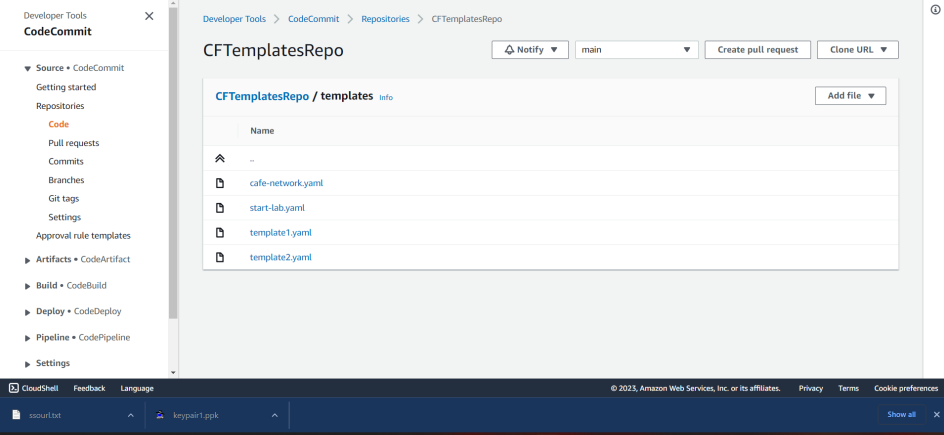 Developer Tools
CodeCommit
Source • CodeCommit
Getting started
Repositories
Code
Pull requests
Commits
Branches
Git tags
Settings
Approval rule templates
Artifacts • CodeArtifact
Build • CodeBuild
Deploy • CodeDeploy
Pipeline • CodePipeline
Settings
Developer Tools > CodeCommit > Repositories > CFTemplatesRepo
CFTemplatesRepo
Notify main Create pull request Clone URL
CFTemplatesRepo / templates Info
Add file
Name
..
cafe-network.yaml
start-lab.yaml
template1.yaml
template2.yaml
CloudShell Feedback Language
© 2023, Amazon Web Services, Inc. or its affiliates. Privacy Terms Cookie preferences
ssourl.txt keypair1.ppk Show all